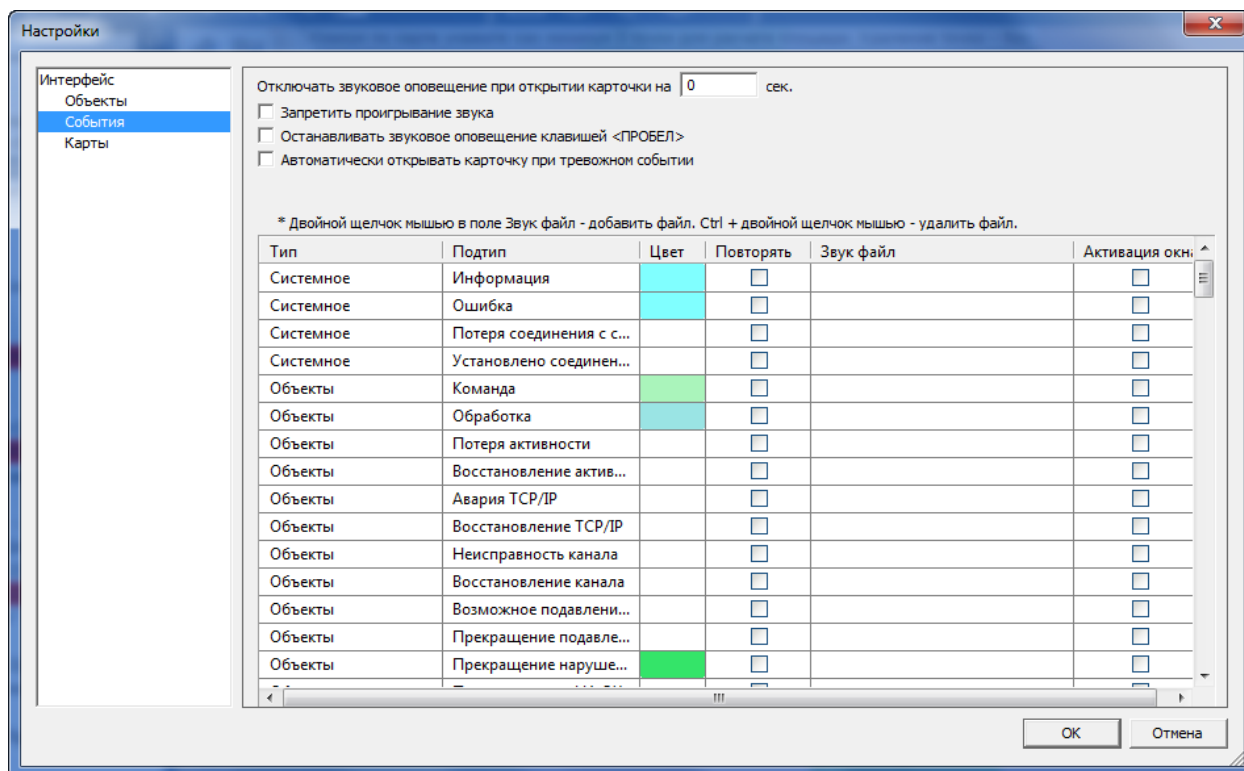 Настройки
Интерфейс
Объекты
События
Карты
Отключать звуковое оповещение при открытии карточки на 0 сек.
Запретить проигрывание звука
Останавливать звуковое оповещение клавишей <ПРОБЕЛ>
Автоматически открывать карточку при тревожном событии
* Двойной щелчок мышью в поле Звук файл - добавить файл. Ctrl + двойной щелчок мышью - удалить файл.
Тип Подтип Цвет Повторять Звук файл Активация окна
Системное Информация
Системное Ошибка
Системное Потеря соединения с с...
Системное Установлено соединен...
Объекты Команда
Объекты Обработка
Объекты Потеря активности
Объекты Восстановление актив...
Объекты Авария TCP/IP
Объекты Восстановление TCP/IP
Объекты Неисправность канала
Объекты Восстановление канала
Объекты Возможное подавлени...
Объекты Прекращение подавле...
Объекты Прекращение наруше...
OK Отмена